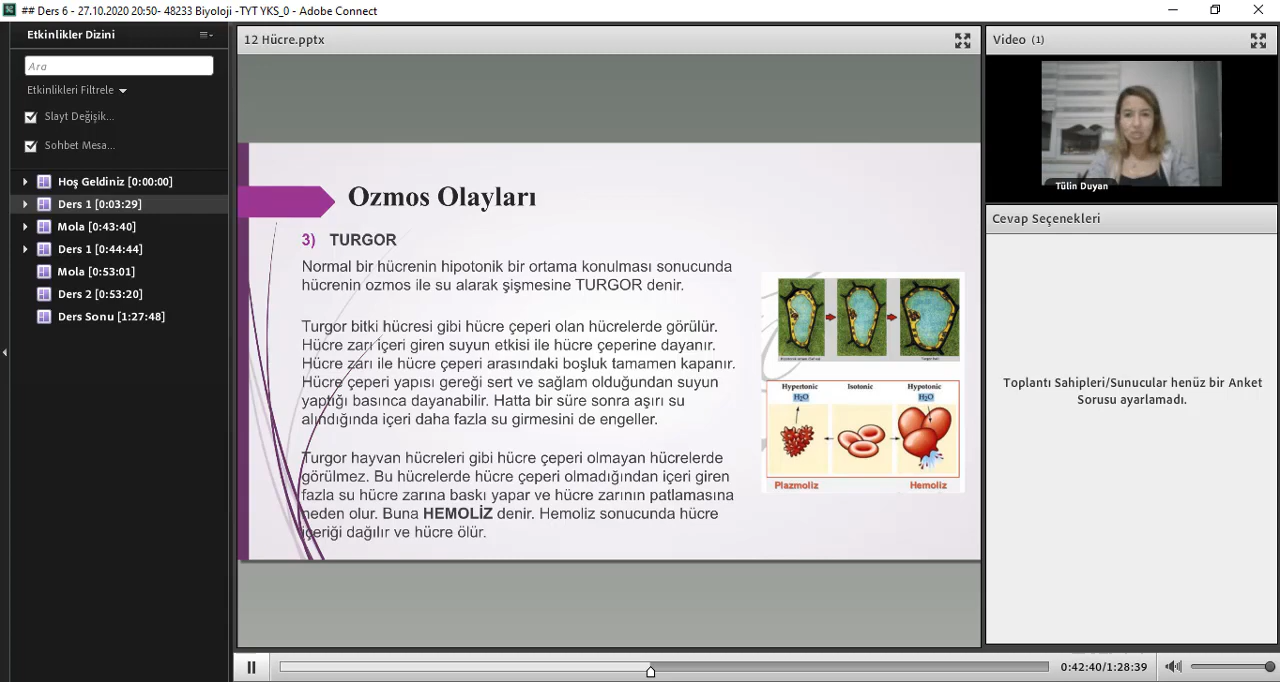 ## Ders 6 - 27.10.2020 20:50- 48233 Biyoloji -TYT YKS_0 - Adobe Connect
Etkinlikler Dizini
Ara
Etkinlikleri Filtrele
Slayt Değişik...
Sohbet Mesa...
Hoş Geldiniz [0:00:00]
Ders 1 [0:03:29]
Mola [0:43:40]
Ders 1 [0:44:44]
Mola [0:53:01]
Ders 2 [0:53:20]
Ders Sonu [1:27:48]
12 Hücre.pptx
Ozmos Olayları
3) TURGOR
Normal bir hücrenin hipotonik bir ortama konulması sonucunda
hücrenin ozmos ile su alarak şişmesine TURGOR denir.
Turgor bitki hücresi gibi hücre çeperi olan hücrelerde görülür.
Hücre zarı içeri giren suyun etkisi ile hücre çeperine dayanır.
Hücre zarı ile hücre çeperi arasındaki boşluk tamamen kapanır.
Hücre çeperi yapısı gereği sert ve sağlam olduğundan suyun
yaptığı basınca dayanabilir. Hatta bir süre sonra aşırı su
alındığında içeri daha fazla su girmesini de engeller.
Turgor hayvan hücreleri gibi hücre çeperi olmayan hücrelerde
görülmez. Bu hücrelerde hücre çeperi olmadığından içeri giren
fazla su hücre zarına baskı yapar ve hücre zarının patlamasına
neden olur. Buna HEMOLİZ denir. Hemoliz sonucunda hücre
içeriği dağılır ve hücre ölür.
Hypertonic Isotonic Hypotonic
H2O H2O
Plazmoliz Hemoliz
Video (1)
Tülin Duyan
Cevap Seçenekleri
Toplantı Sahipleri/Sunucular henüz bir Anket
Sorusu ayarlamadı.
0:42:40/1:28:39